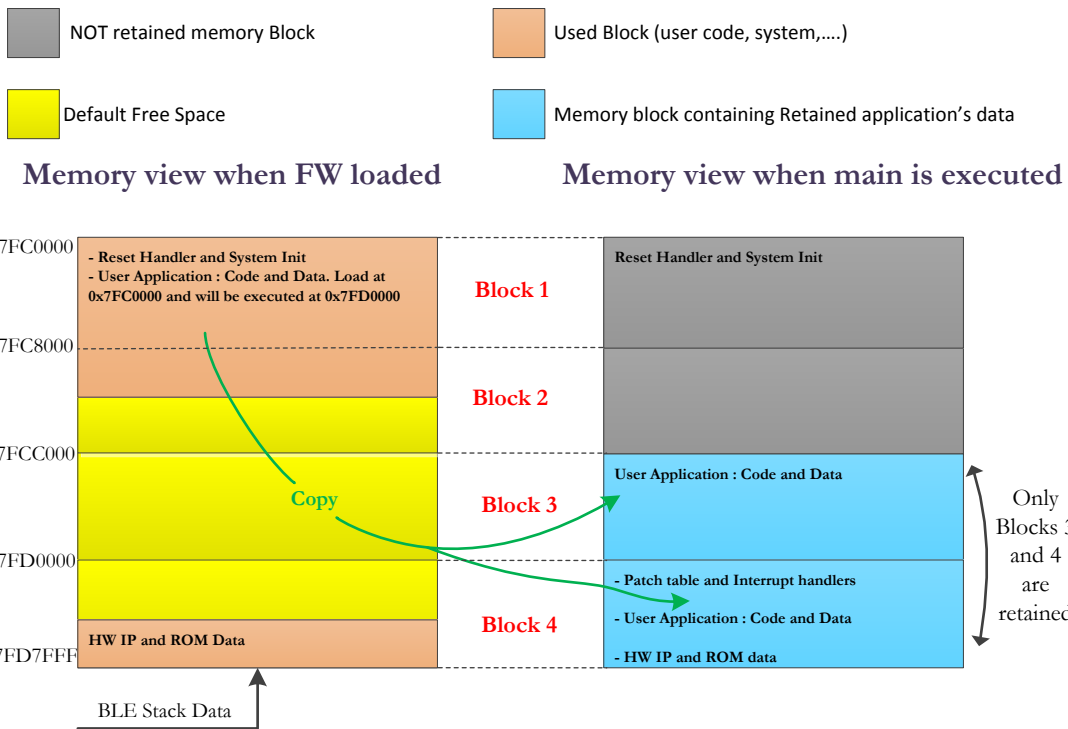 NOT retained memory Block
Used Block (user code, system,....)
Default Free Space
Memory block containing Retained application's data
Memory view when FW loaded
Memory view when main is executed
7FC0000
- Reset Handler and System Init
- User Application : Code and Data. Load at
0x7FC0000 and will be executed at 0x7FD0000
Block 1
Reset Handler and System Init
7FC8000
Block 2
7FCC000
User Application : Code and Data
Copy
Block 3
Only
Blocks 3
and 4
are
retained
7FD0000
- Patch table and Interrupt handlers
- User Application : Code and Data
- HW IP and ROM data
Block 4
HW IP and ROM Data
7FD7FFF
BLE Stack Data